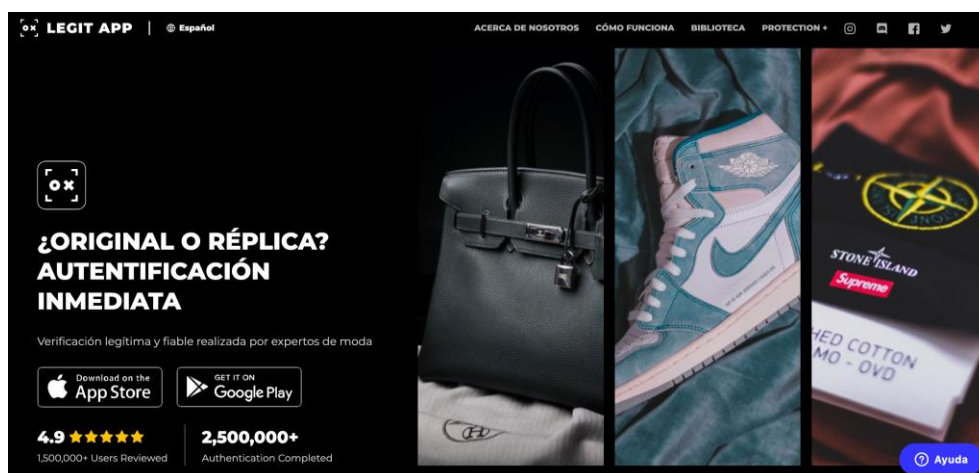 LEGIT APP
Español
ACERCA DE NOSOTROS
CÓMO FUNCIONA
BIBLIOTECA
PROTECTION +
¿ORIGINAL O RÉPLICA?
AUTENTIFICACIÓN
INMEDIATA
Verificación legítima y fiable realizada por expertos de moda
Download on the
App Store
GET IT ON
Google Play
4.9
1,500,000+ Users Reviewed
2,500,000+
Authentication Completed
STONE ISLAND
Supreme
HED COTTON
MO - OVD
Ayuda